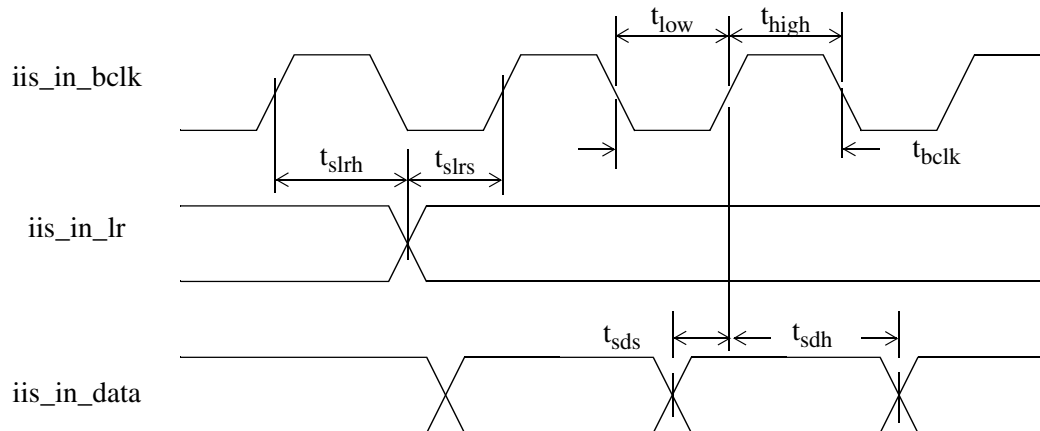 t_low t_high
iis_in_bclk
t_slrh t_slrs t_bclk
iis_in_lr
t_sds t_sdh
iis_in_data